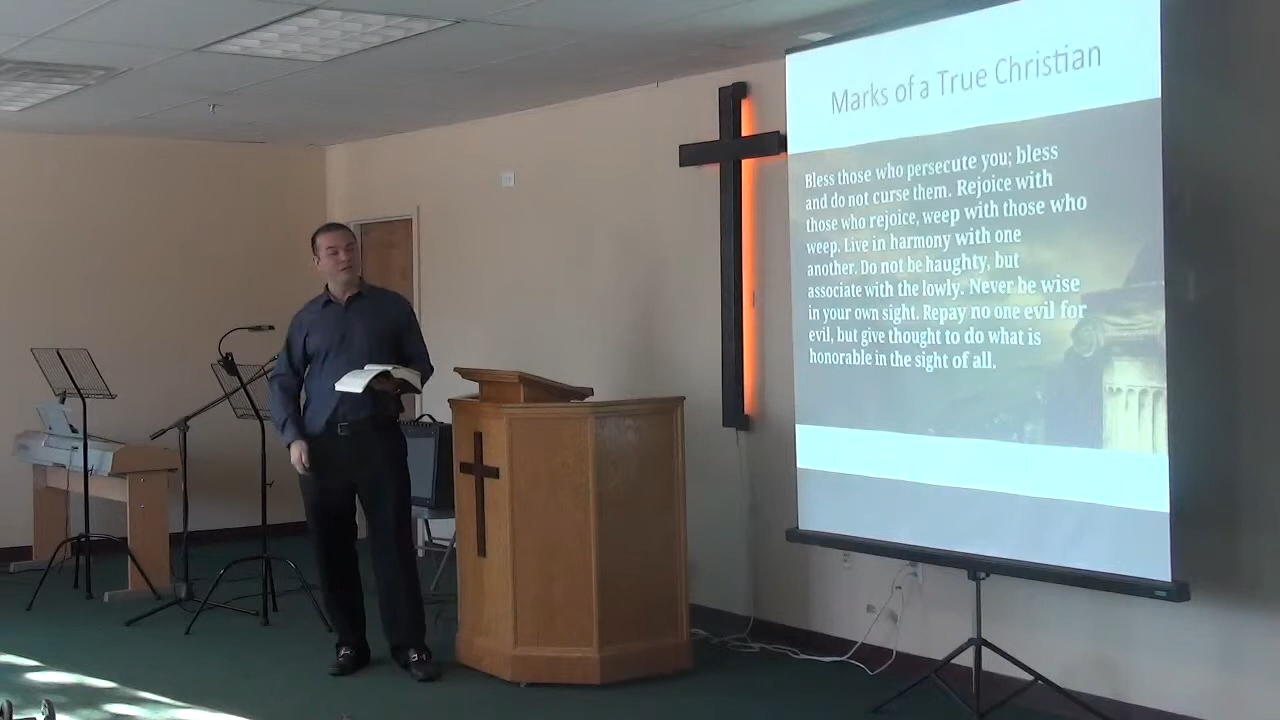 Marks of a True Christian
Bless those who persecute you; bless
and do not curse them. Rejoice with
those who rejoice, weep with those who
weep. Live in harmony with one
another. Do not be haughty, but
associate with the lowly. Never be wise
in your own sight. Repay no one evil for
evil, but give thought to do what is
honorable in the sight of all.